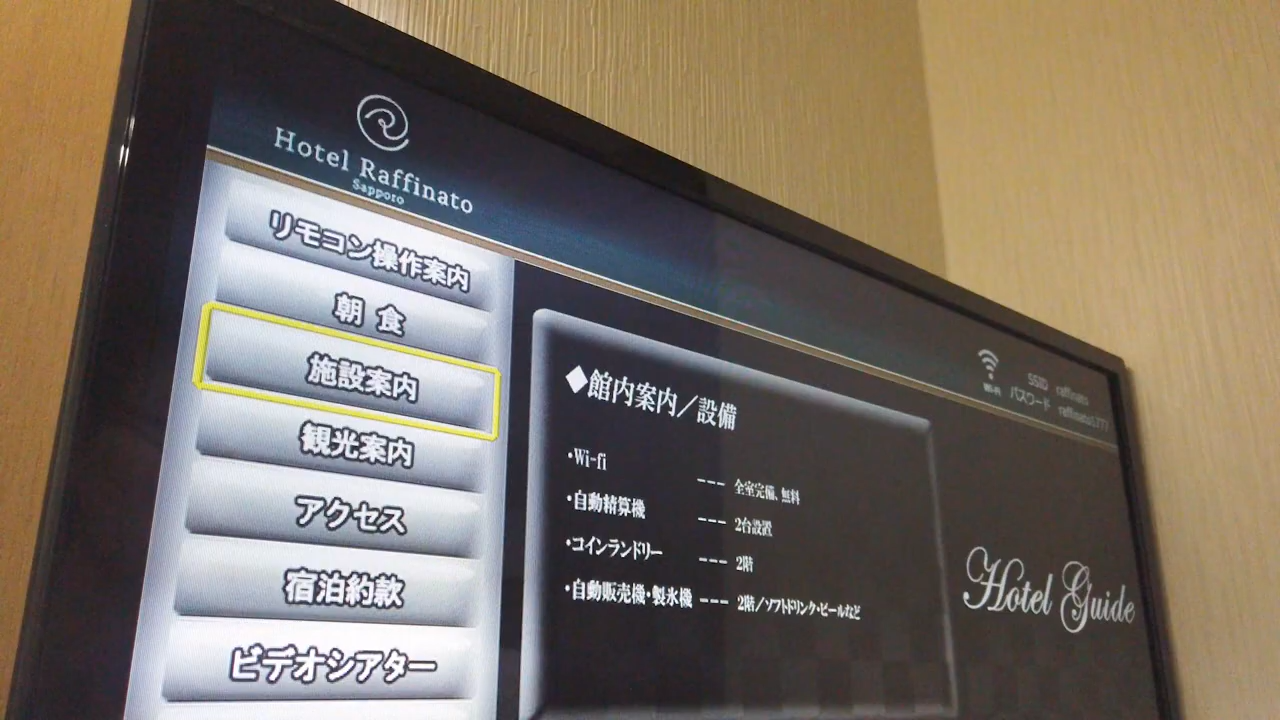 Hotel Raffinato
Sapporo
Wi-Fi
SSID raffinato
パスワード raffinato1777
リモコン操作案内
朝 食
施設案内
観光案内
アクセス
宿泊約款
ビデオシアター
◆館内案内／設備
・Wi-fi --- 全室完備、無料
・自動精算機 --- 2台設置
・コインランドリー --- 2階
・自動販売機・製氷機 --- 2階／ソフトドリンク・ビールなど
Hotel Guide